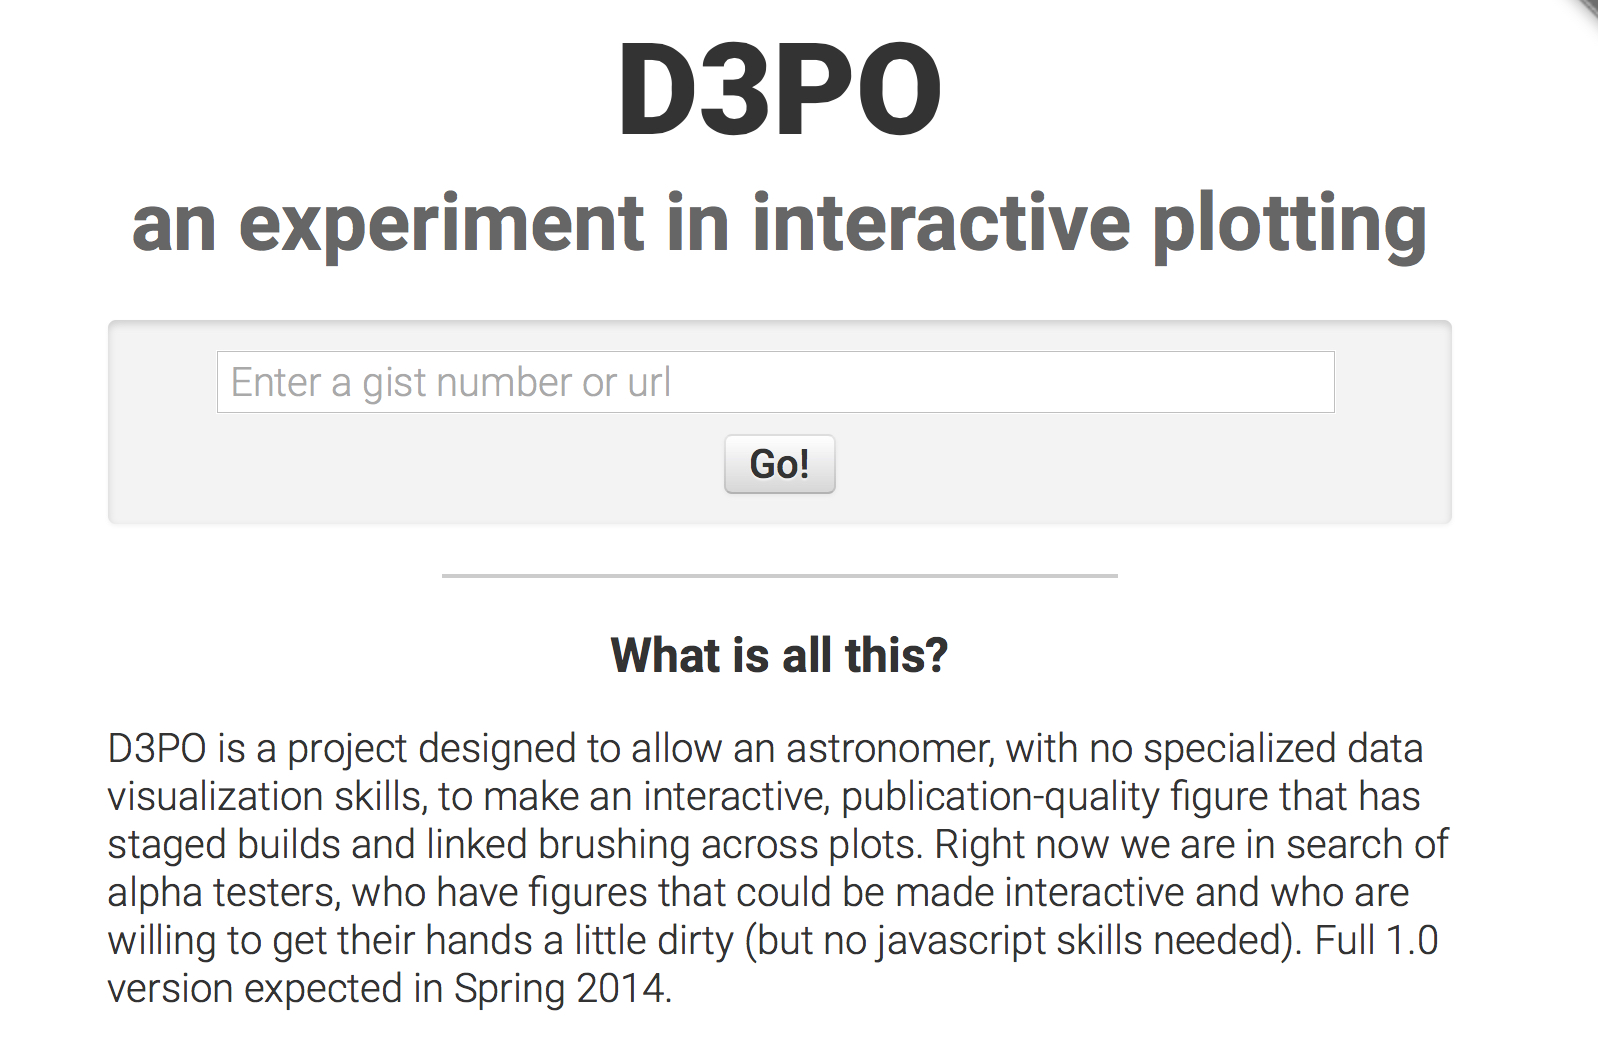 D3PO
an experiment in interactive plotting
Enter a gist number or url
Go!
What is all this?
D3PO is a project designed to allow an astronomer, with no specialized data
visualization skills, to make an interactive, publication-quality figure that has
staged builds and linked brushing across plots. Right now we are in search of
alpha testers, who have figures that could be made interactive and who are
willing to get their hands a little dirty (but no javascript skills needed). Full 1.0
version expected in Spring 2014.